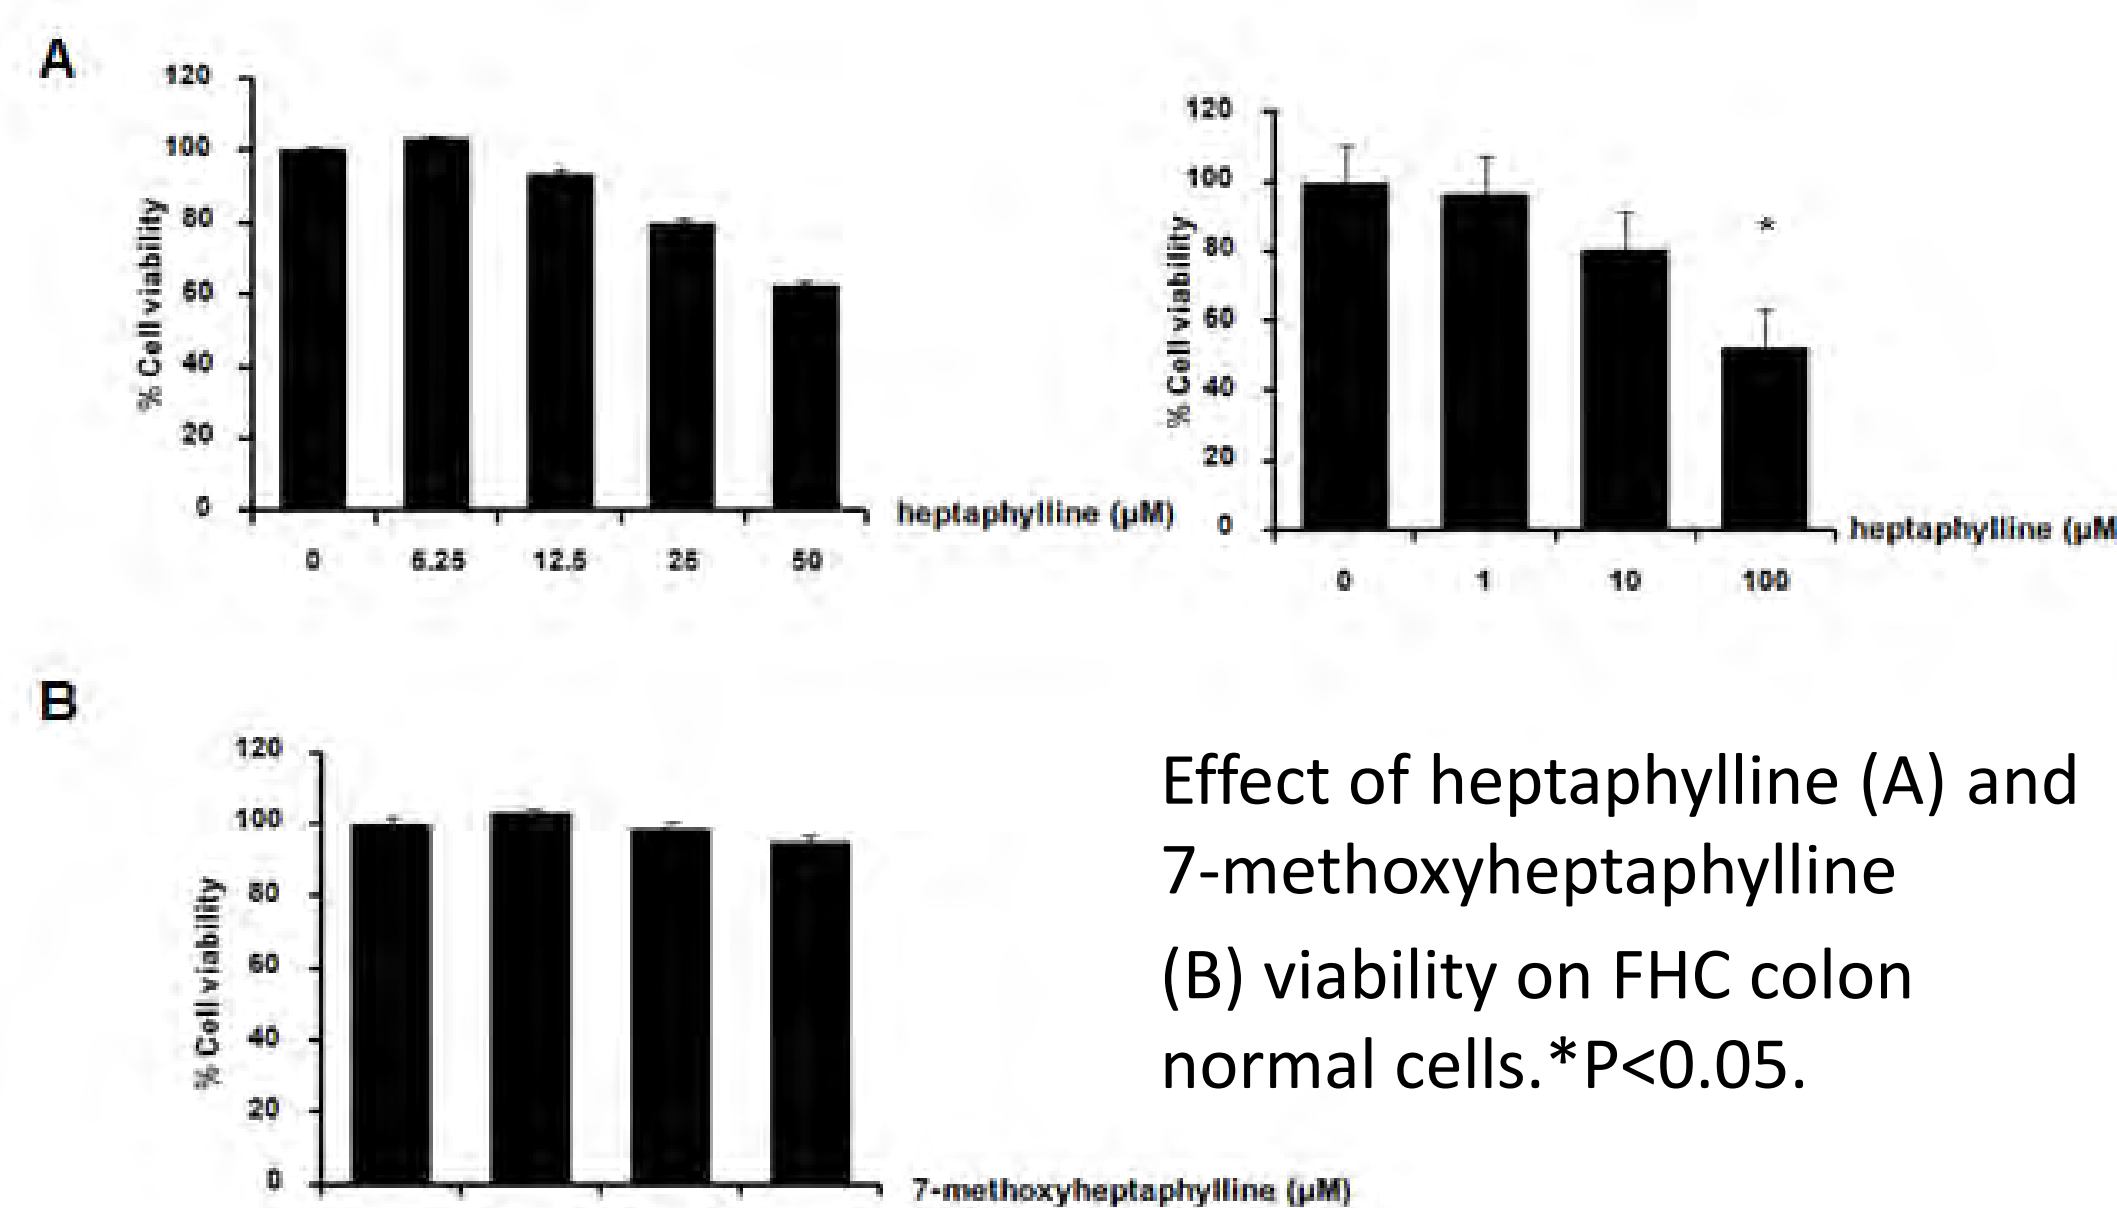 A
120
100
80
60
40
20
0
% Cell viability
0 6.25 12.5 25 50
heptaphylline (µM)
120
100
80
60
40
20
0
% Cell viability
*
0 1 10 100
heptaphylline (µM
B
120
100
80
60
40
20
0
% Cell viability
7-methoxyheptaphylline (µM)
Effect of heptaphylline (A) and
7-methoxyheptaphylline
(B) viability on FHC colon
normal cells.*P<0.05.